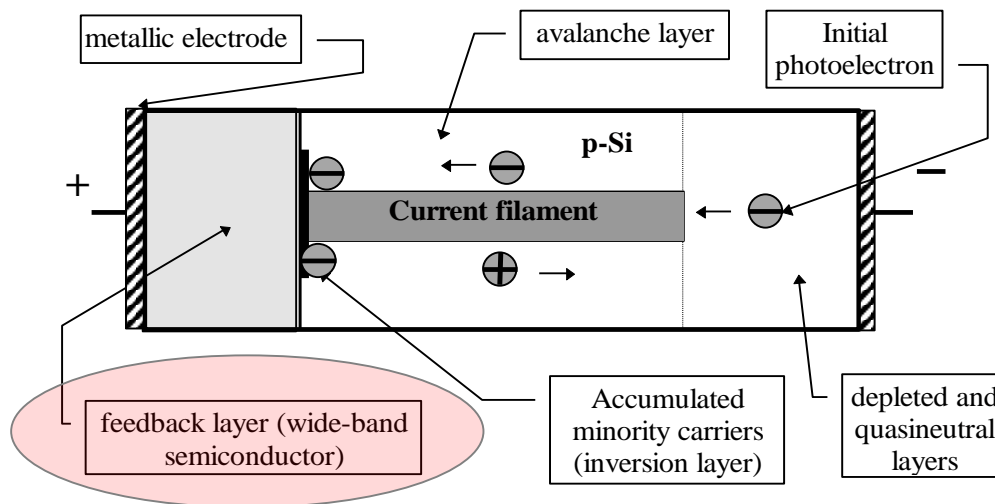 metallic electrode
avalanche layer
Initial
photoelectron
p-Si
+
Current filament
−
feedback layer (wide-band
semiconductor)
Accumulated
minority carriers
(inversion layer)
depleted and
quasineutral
layers